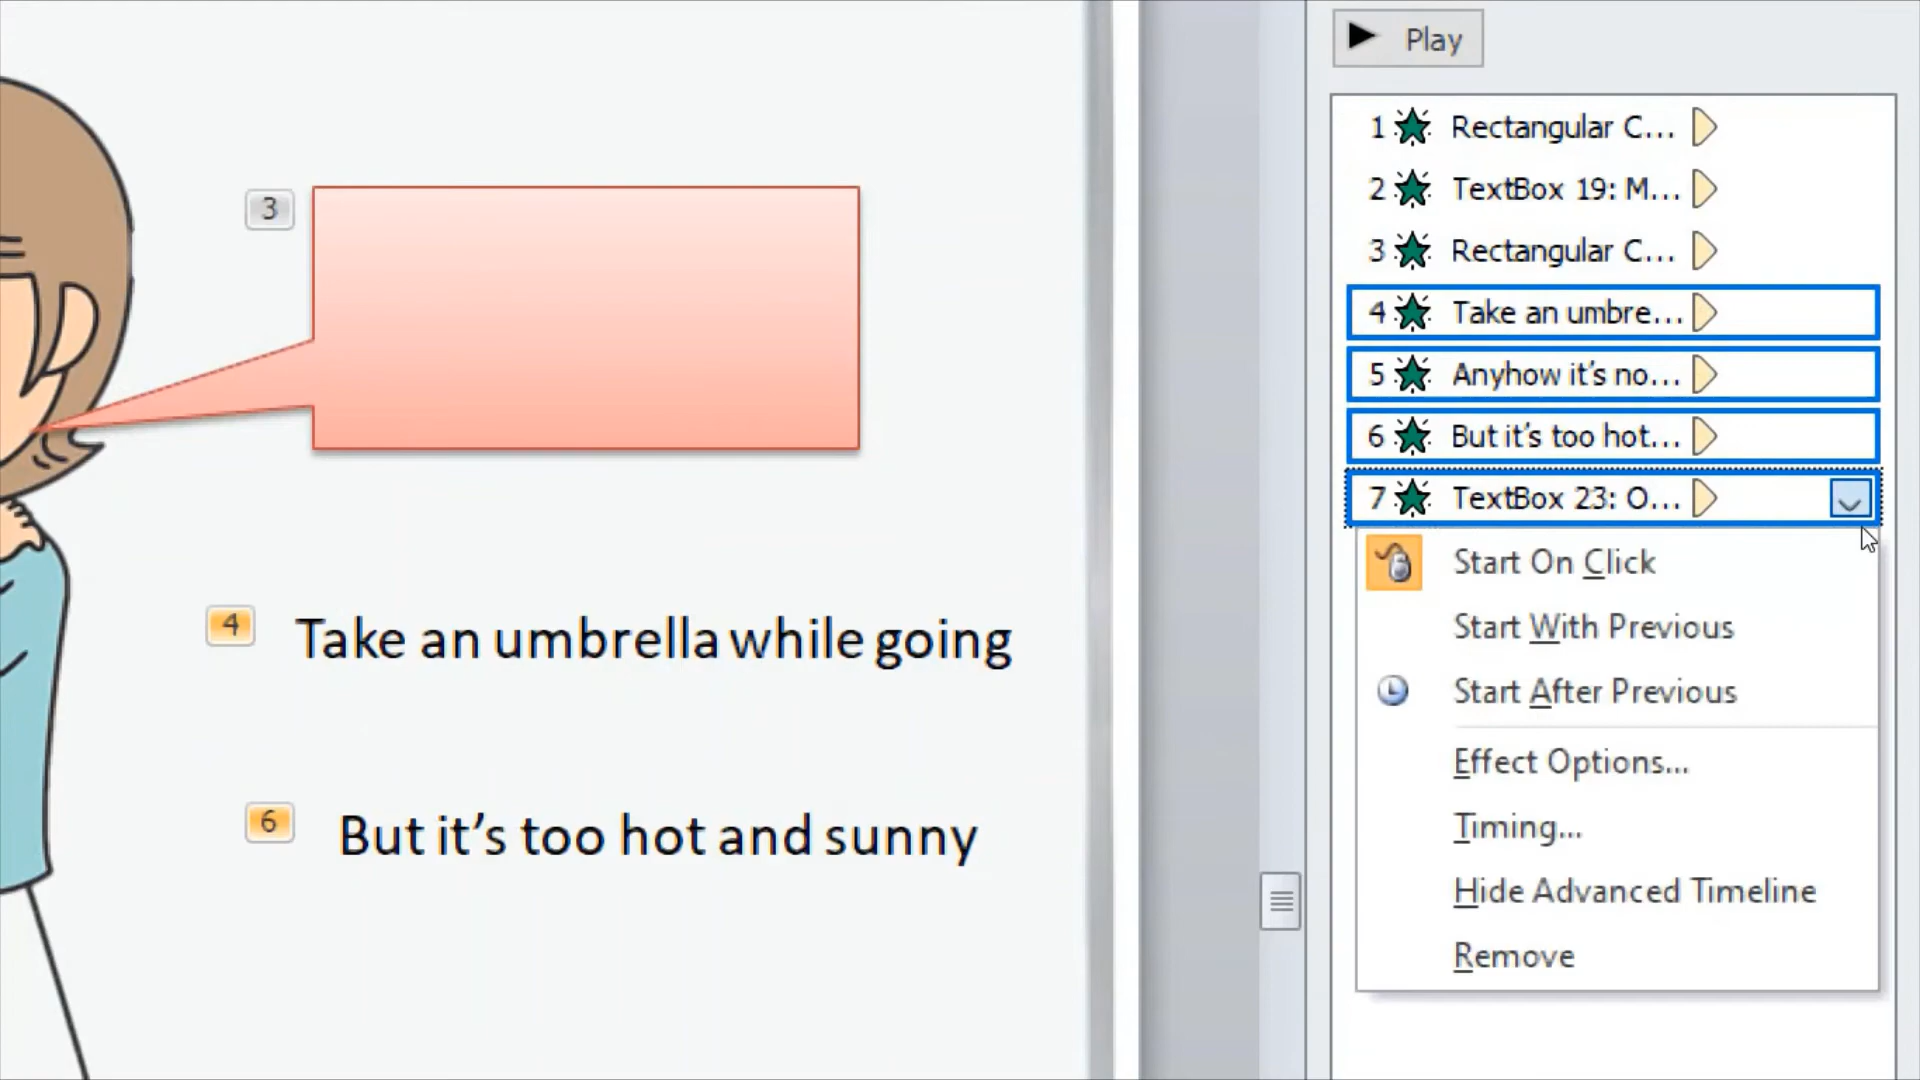 3
4 Take an umbrella while going
6 But it's too hot and sunny
Play
1 Rectangular C...
2 TextBox 19: M...
3 Rectangular C...
4 Take an umbre...
5 Anyhow it's no...
6 But it's too hot...
7 TextBox 23: O...
Start On Click
Start With Previous
Start After Previous
Effect Options...
Timing...
Hide Advanced Timeline
Remove